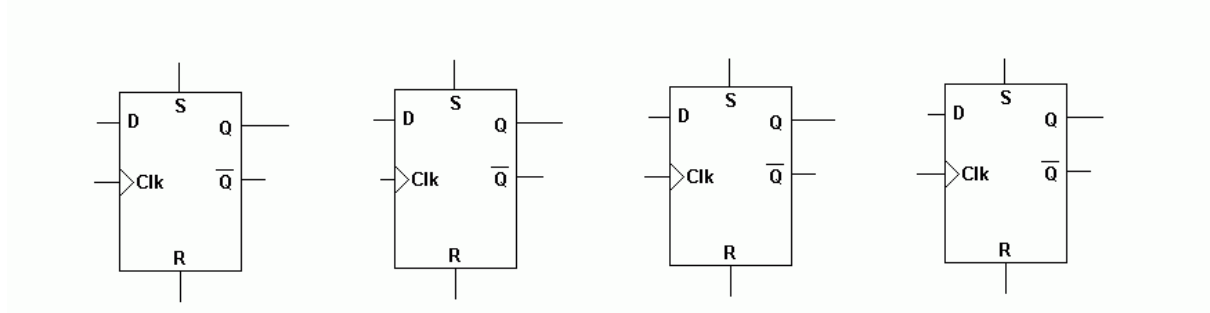 S S S S
D Q D Q D Q D Q
Clk Q̅ Clk Q̅ Clk Q̅ Clk Q̅
R R R R